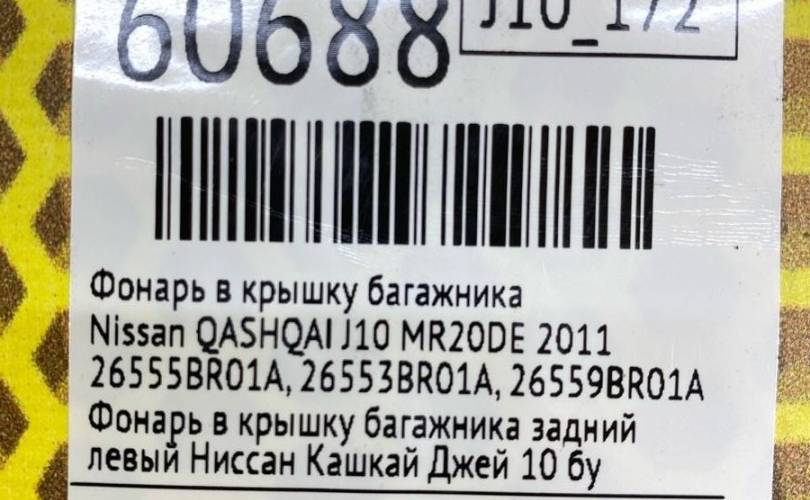 60688
J10_172
Фонарь в крышку багажника
Nissan QASHQAI J10 MR20DE 2011
26555BR01A, 26553BR01A, 26559BR01A
Фонарь в крышку багажника задний
левый Ниссан Кашкай Джей 10 бу